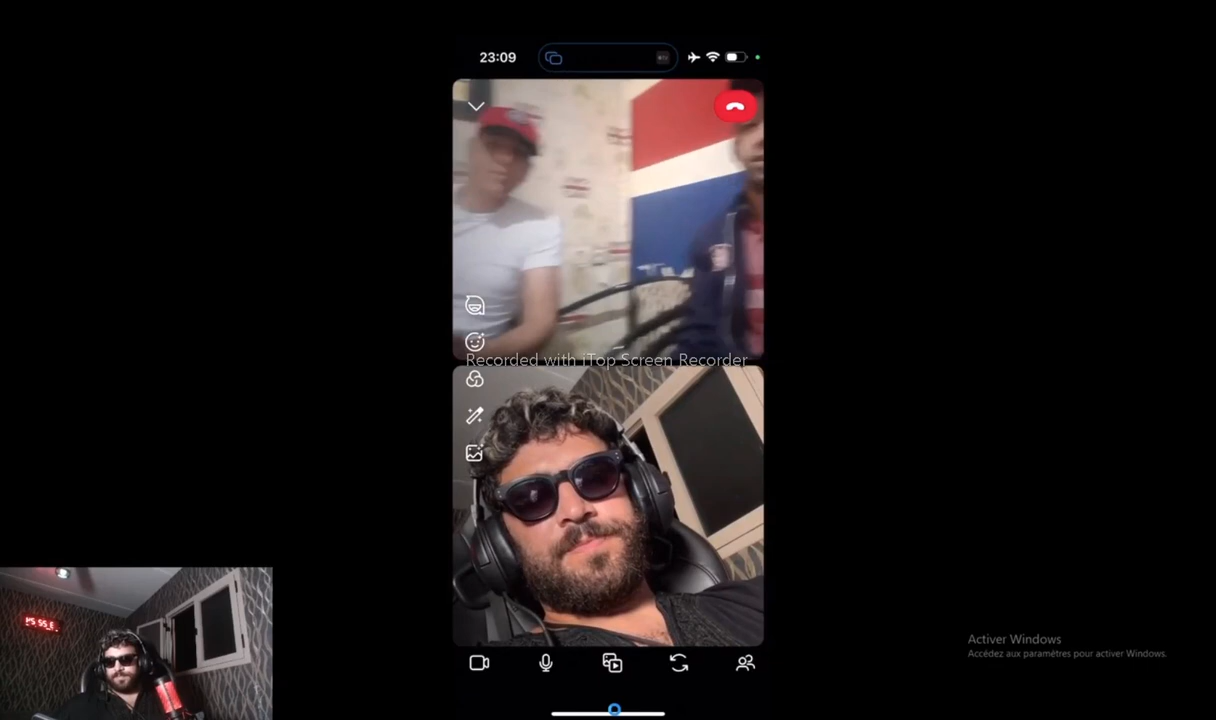 23:09
Recorded with iTop Screen Recorder
Activer Windows
Accédez aux paramètres pour activer Windows.